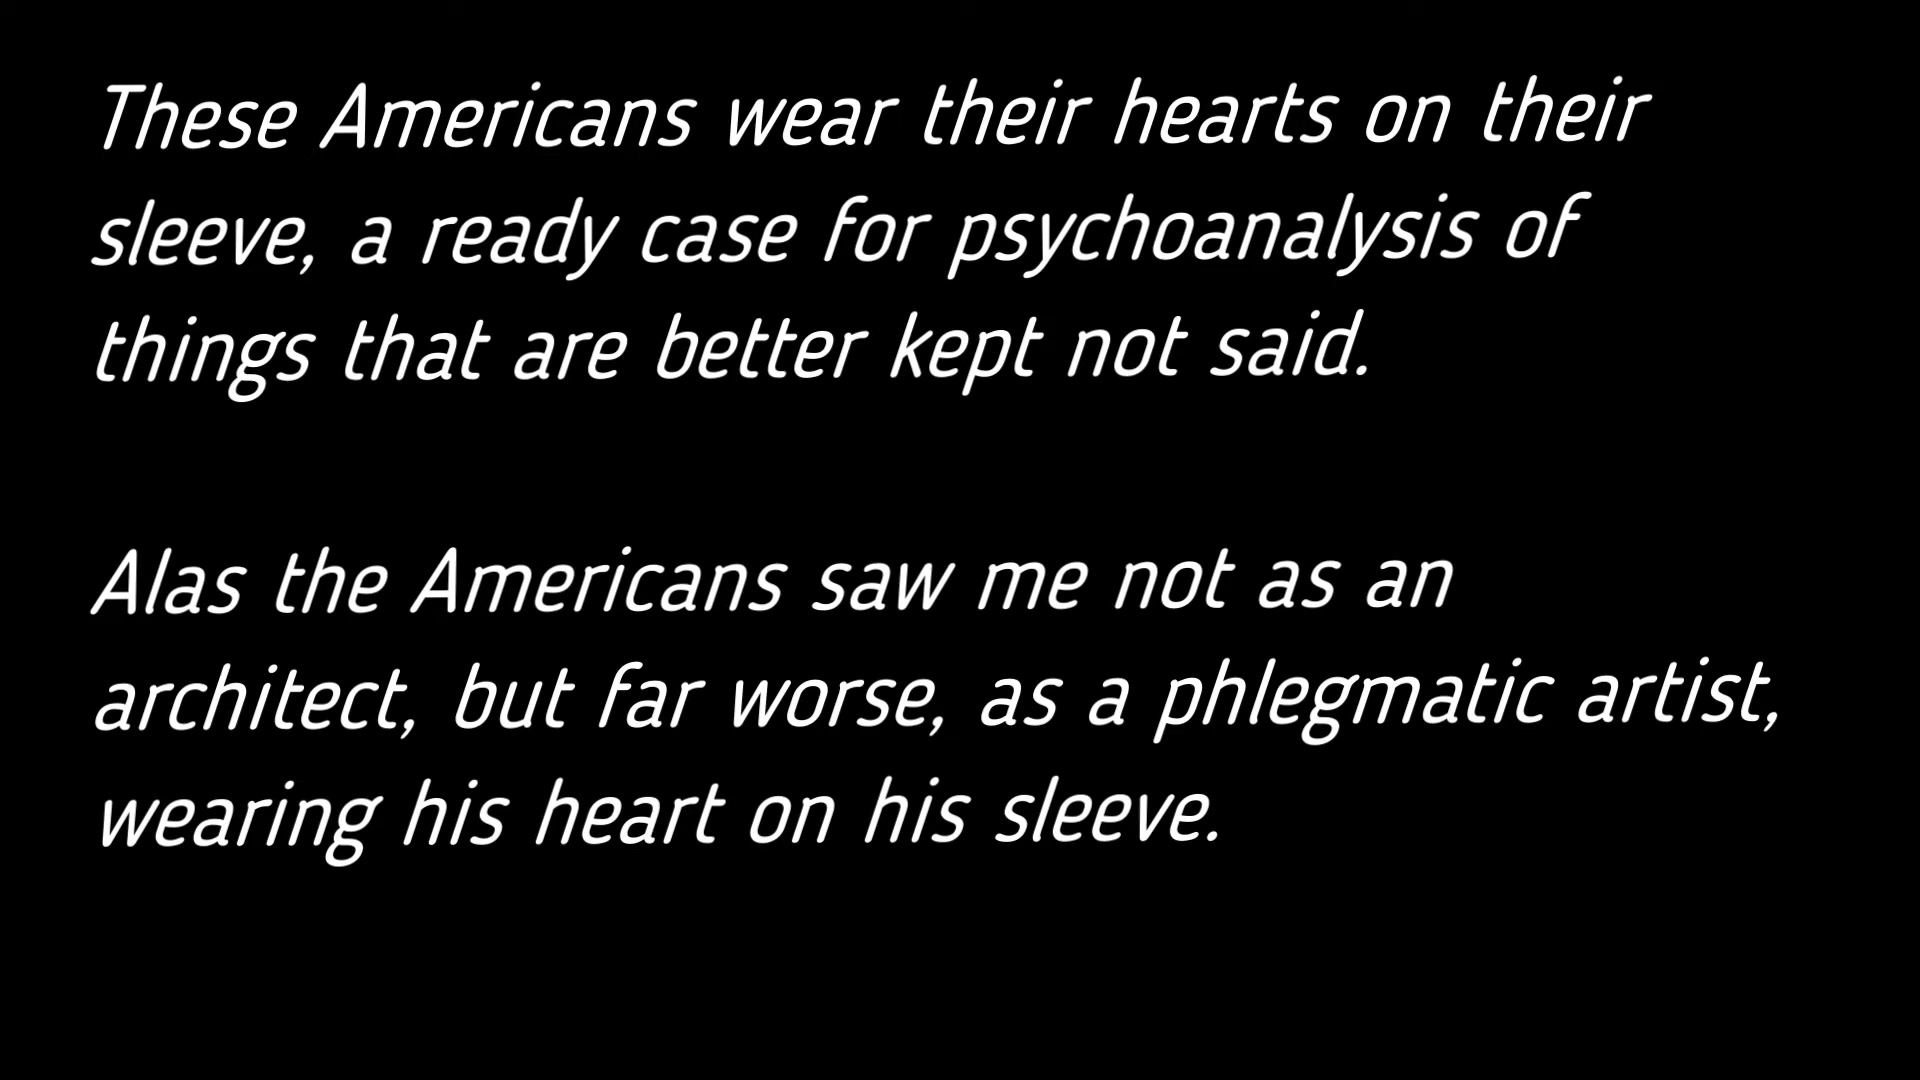 These Americans wear their hearts on their
sleeve, a ready case for psychoanalysis of
things that are better kept not said.
Alas the Americans saw me not as an
architect, but far worse, as a phlegmatic artist,
wearing his heart on his sleeve.